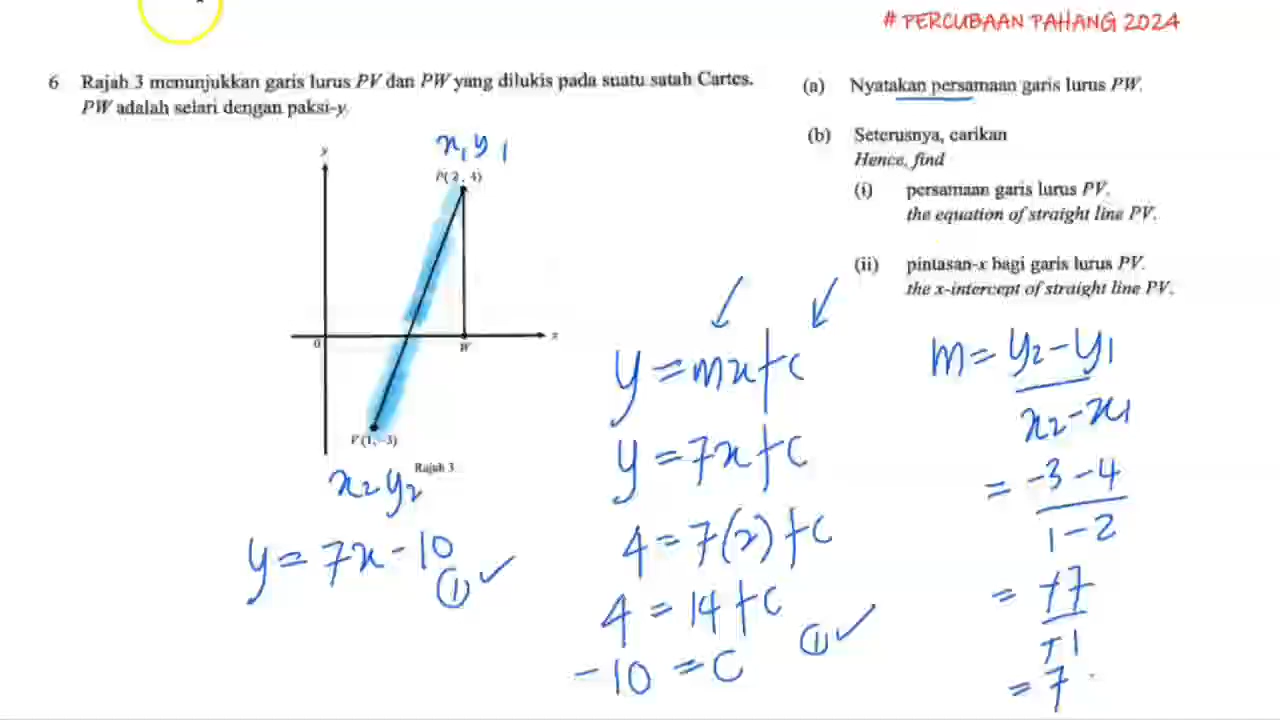 # PERCUBAAN PAHANG 2024
6 Rajah 3 menunjukkan garis lurus PV dan PW yang dilukis pada suatu satah Cartes.
PW adalah selari dengan paksi-y.
x₁ y₁
y
P(2, 4)
0
W
x
V(1, -3)
Rajah 3
x₂ y₂
y = 7x - 10
① ✓
(a) Nyatakan persamaan garis lurus PW.
(b) Seterusnya, carikan
Hence, find
(i) persamaan garis lurus PV.
the equation of straight line PV.
(ii) pintasan-x bagi garis lurus PV.
the x-intercept of straight line PV.
y = mx + c
y = 7x + c
4 = 7(2) + c
4 = 14 + c
-10 = c
① ✓
m = y₂ - y₁
x₂ - x₁
= -3 - 4
1 - 2
= +7
+1
= 7